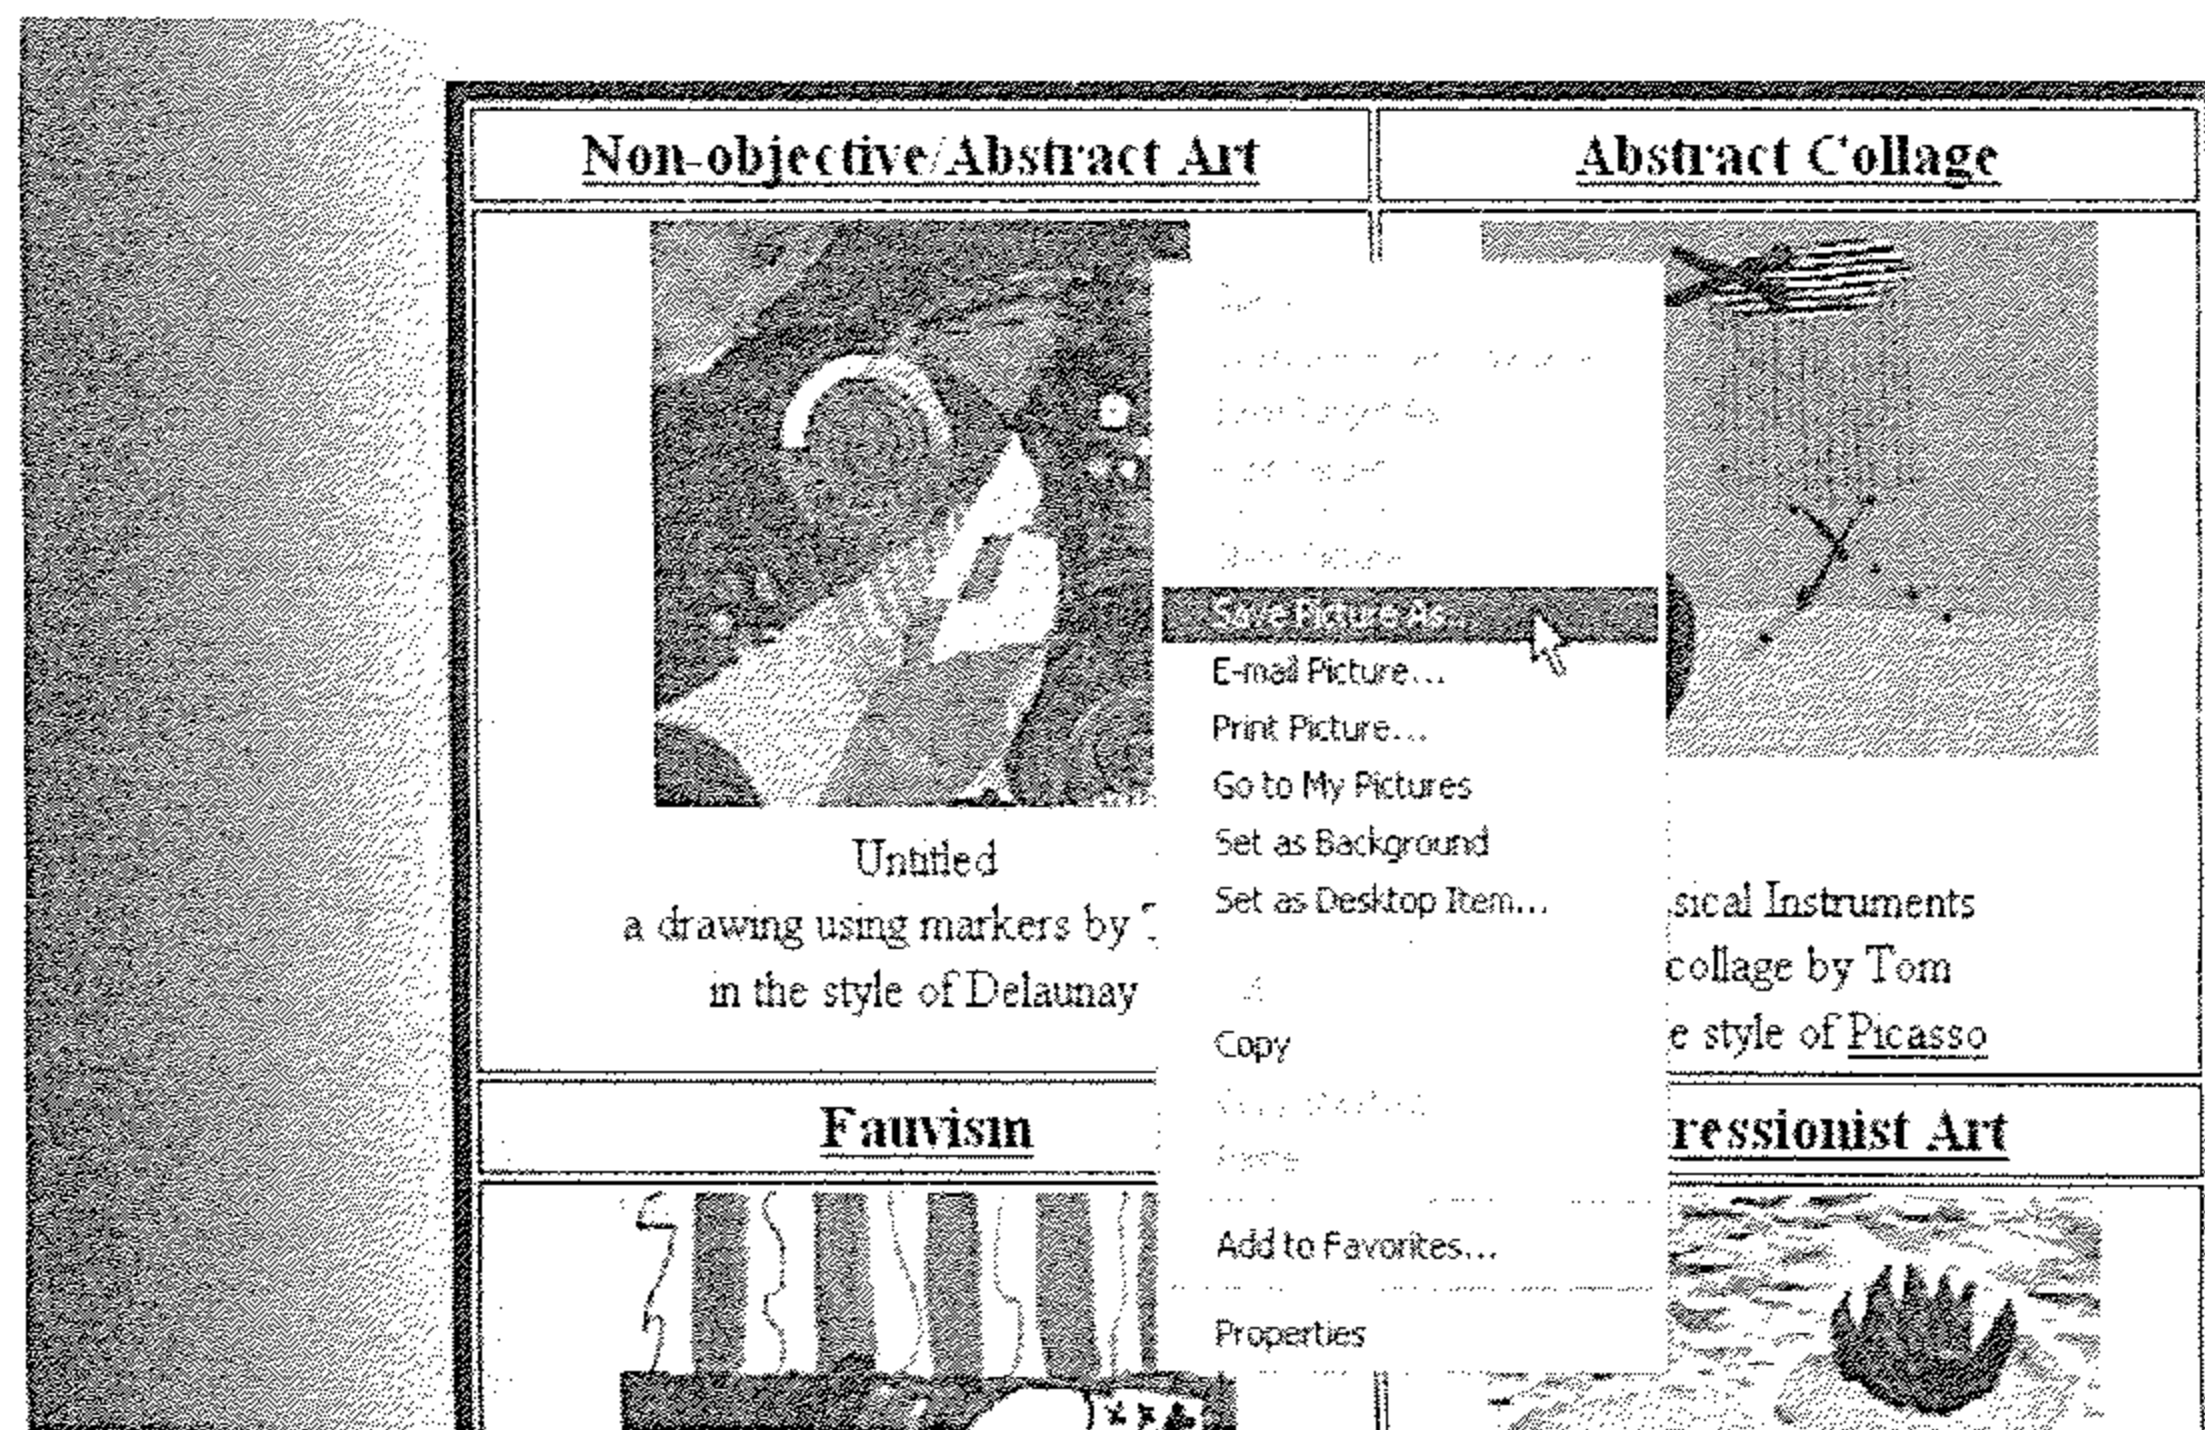 Non-objective/Abstract Art
Abstract Collage
Save Picture As...
E-mail Picture...
Print Picture...
Go to My Pictures
Set as Background
Set as Desktop Item...
Copy
Add to Favorites...
Properties
Untitled
a drawing using markers by
in the style of Delaunay
sical Instruments
collage by Tom
e style of Picasso
Fauvism
ressionist Art